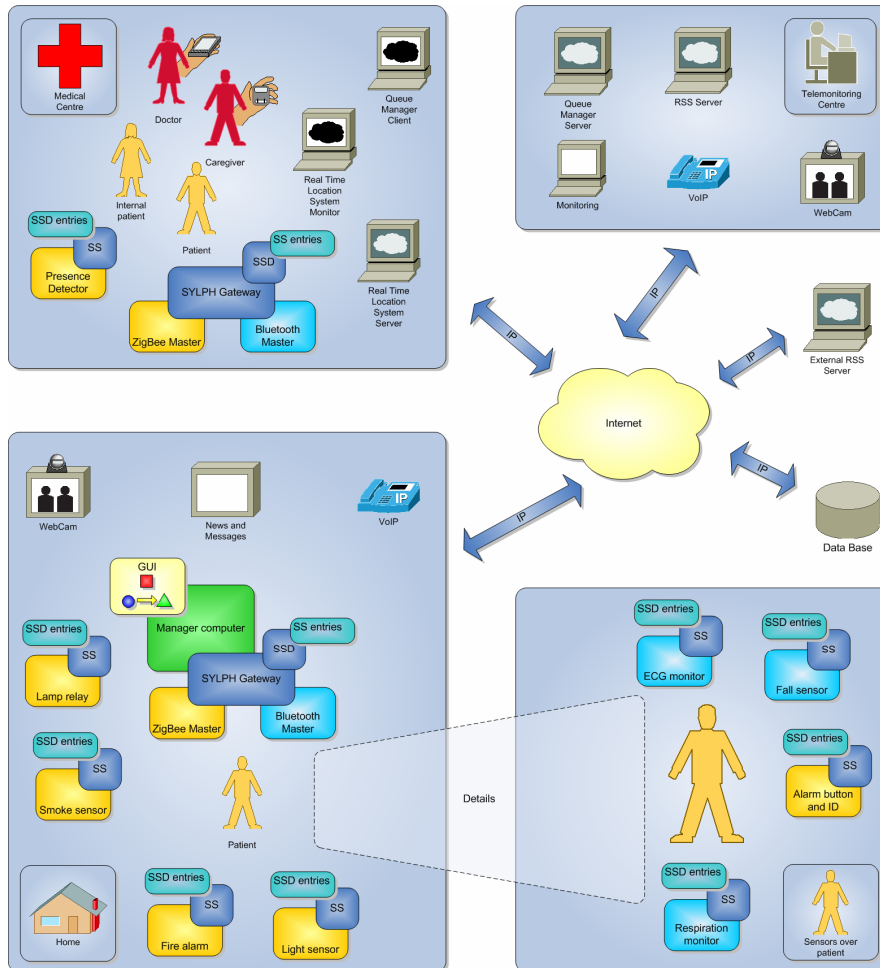 Medical
Centre
Doctor
Caregiver
Queue
Manager
Client
Internal
patient
Patient
Real Time
Location
System
Monitor
SSD entries
SS
Presence
Detector
SS entries
SSD
SYLPH Gateway
ZigBee Master
Bluetooth
Master
Real Time
Location
System
Server
Queue
Manager
Server
RSS Server
Telemonitoring
Centre
Monitoring
IP
VoIP
WebCam
IP
IP
IP
External RSS
Server
Internet
IP
IP
Data Base
WebCam
News and
Messages
IP
VoIP
GUI
Manager computer
SS entries
SSD
SYLPH Gateway
ZigBee Master
Bluetooth
Master
SSD entries
SS
Lamp relay
SSD entries
SS
Smoke sensor
Patient
Home
SSD entries
SS
Fire alarm
SSD entries
SS
Light sensor
Details
SSD entries
SS
ECG monitor
SSD entries
SS
Fall sensor
SSD entries
SS
Alarm button
and ID
SSD entries
SS
Respiration
monitor
Sensors over
patient